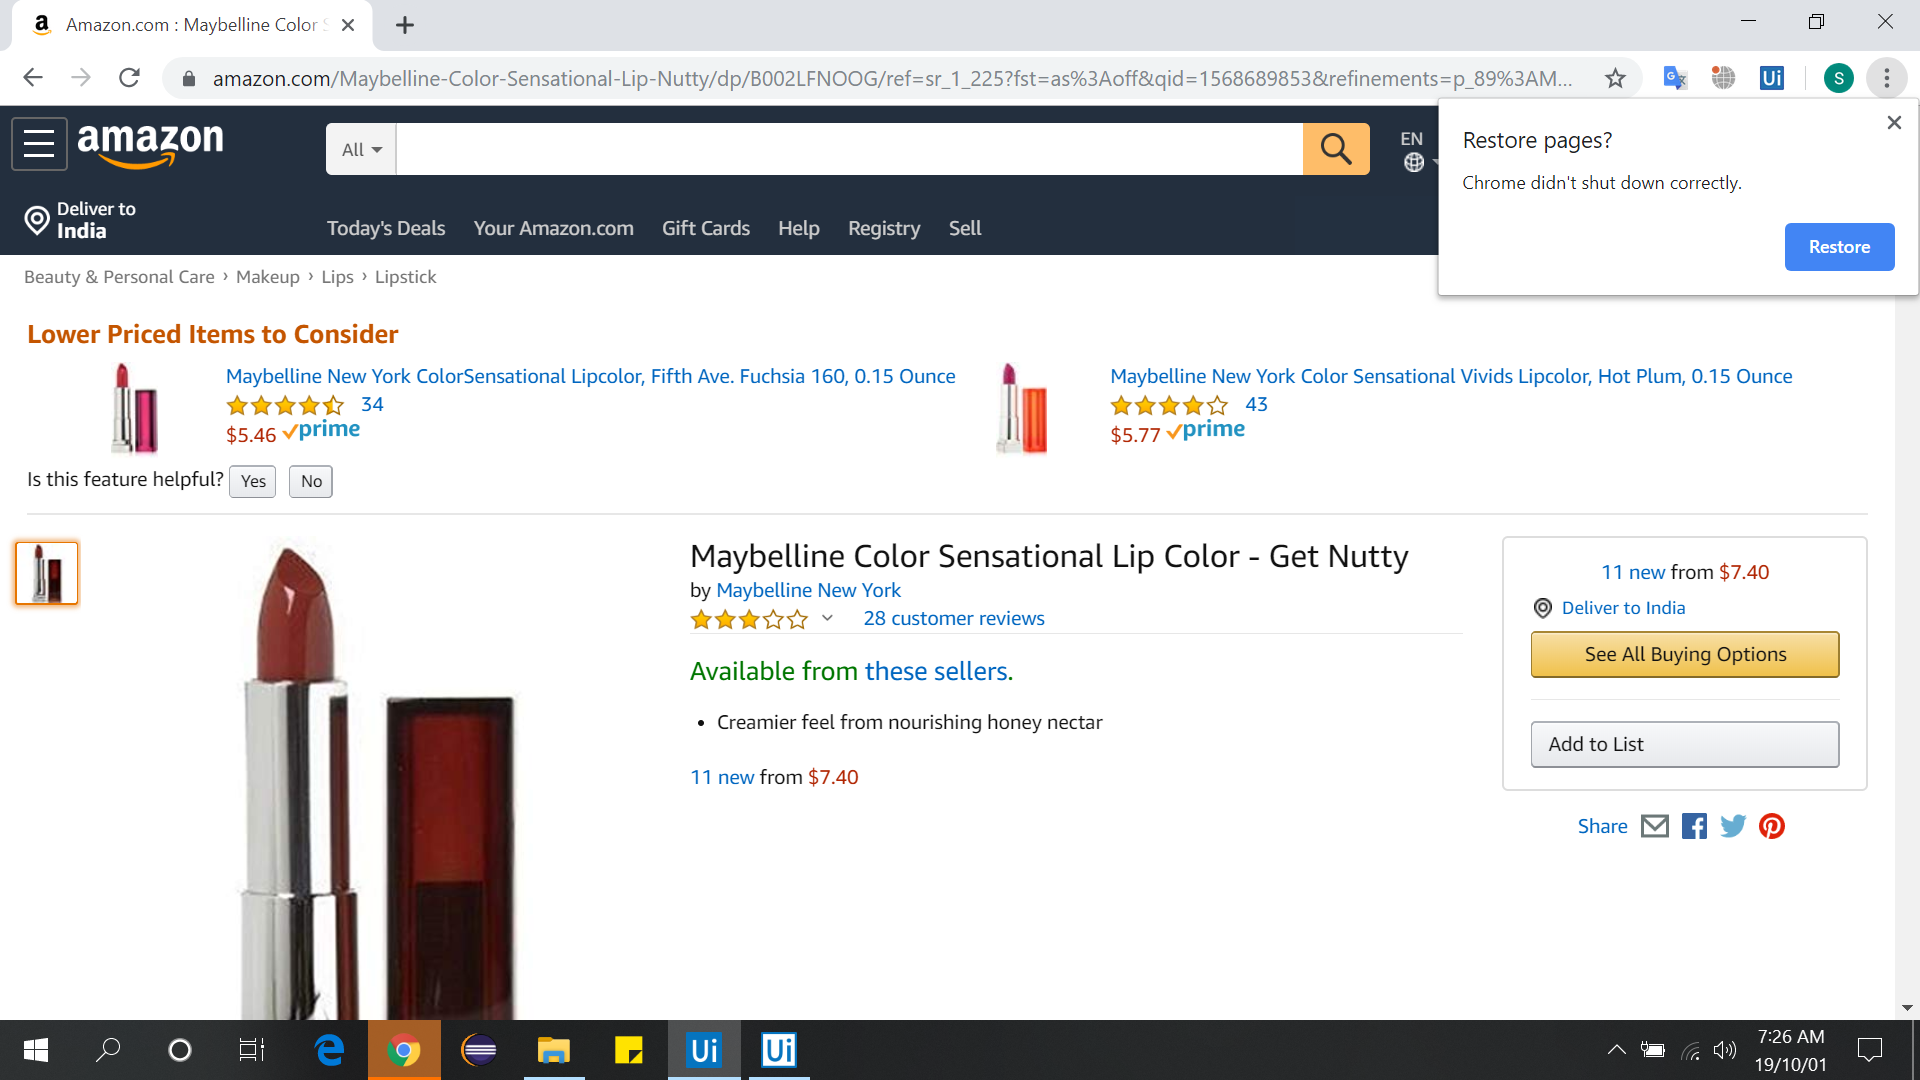 Amazon.com : Maybelline Color
amazon.com/Maybelline-Color-Sensational-Lip-Nutty/dp/B002LFNOOG/ref=sr_1_225?fst=as%3Aoff&qid=1568689853&refinements=p_89%3AM...
Ui
S
Restore pages?
Chrome didn't shut down correctly.
Restore
amazon
All
EN
Deliver to
India
Today's Deals Your Amazon.com Gift Cards Help Registry Sell
Beauty & Personal Care › Makeup › Lips › Lipstick
Lower Priced Items to Consider
Maybelline New York ColorSensational Lipcolor, Fifth Ave. Fuchsia 160, 0.15 Ounce
34
$5.46 prime
Maybelline New York Color Sensational Vivids Lipcolor, Hot Plum, 0.15 Ounce
43
$5.77 prime
Is this feature helpful? Yes No
Maybelline Color Sensational Lip Color - Get Nutty
by Maybelline New York
28 customer reviews
Available from these sellers.
• Creamier feel from nourishing honey nectar
11 new from $7.40
11 new from $7.40
Deliver to India
See All Buying Options
Add to List
Share
Ui
Ui
7:26 AM
19/10/01